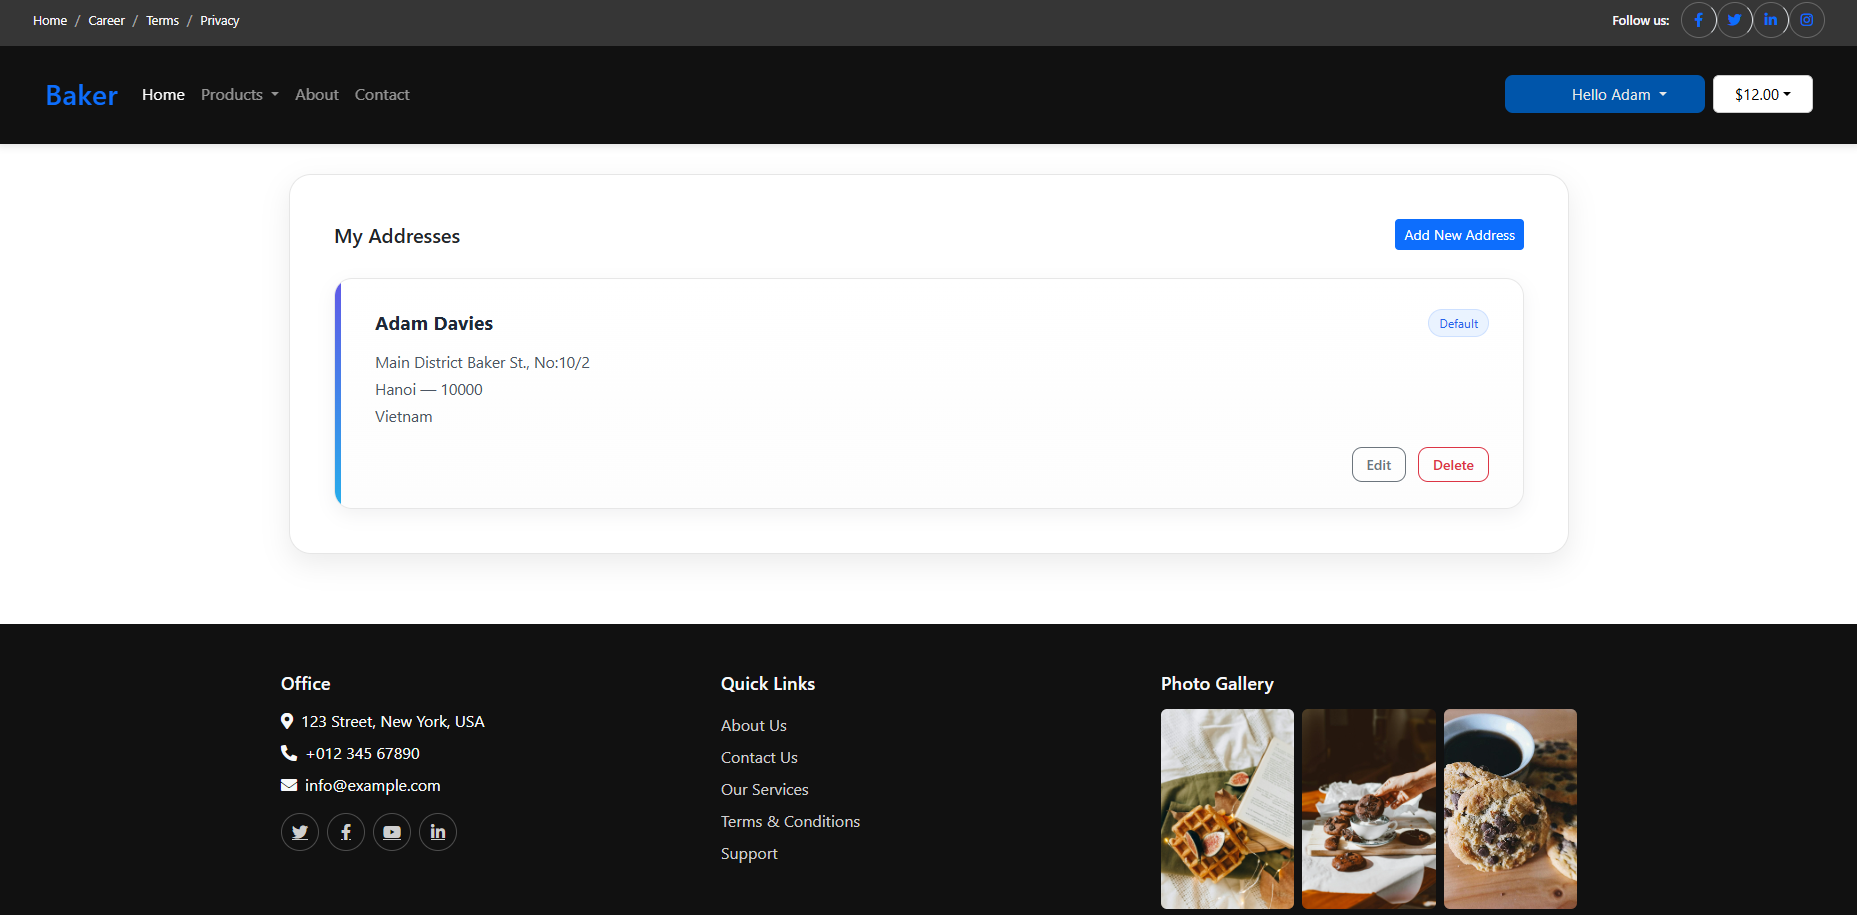 Home / Career / Terms / Privacy
Follow us:
Baker
Home Products About Contact
Hello Adam
$12.00
My Addresses
Add New Address
Adam Davies
Default
Main District Baker St., No:10/2
Hanoi — 10000
Vietnam
Edit
Delete
Office
123 Street, New York, USA
+012 345 67890
info@example.com
Quick Links
About Us
Contact Us
Our Services
Terms & Conditions
Support
Photo Gallery